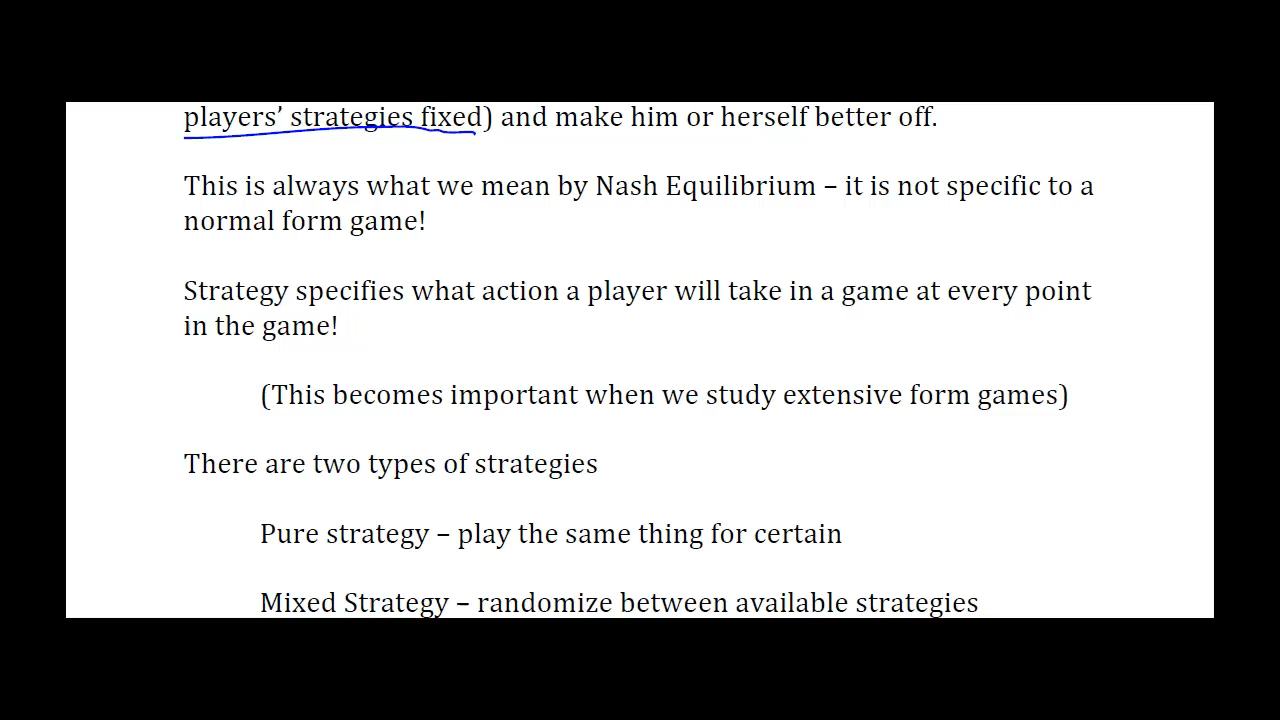 players’ strategies fixed) and make him or herself better off.
This is always what we mean by Nash Equilibrium – it is not specific to a
normal form game!
Strategy specifies what action a player will take in a game at every point
in the game!
(This becomes important when we study extensive form games)
There are two types of strategies
Pure strategy – play the same thing for certain
Mixed Strategy – randomize between available strategies